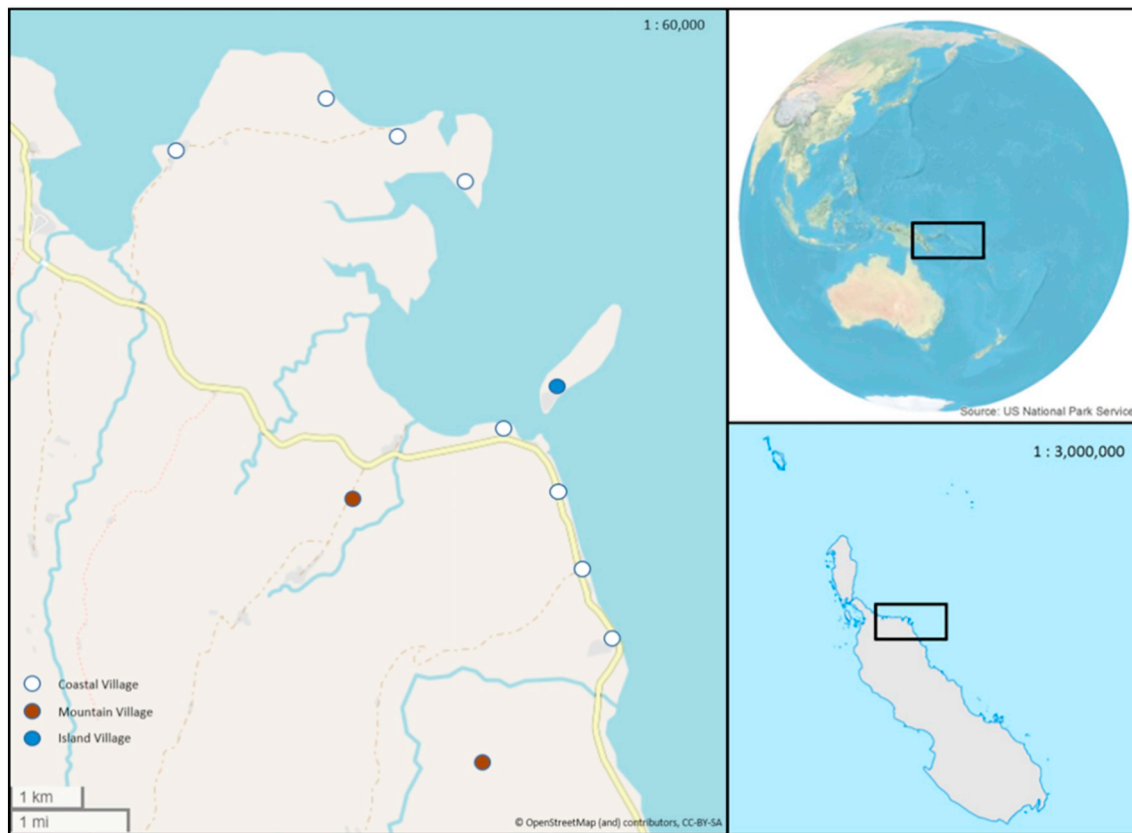 1 : 60,000
Coastal Village
Mountain Village
Island Village
1 km
1 mi
© OpenStreetMap (and) contributors, CC-BY-SA
Source: US National Park Service
1 : 3,000,000